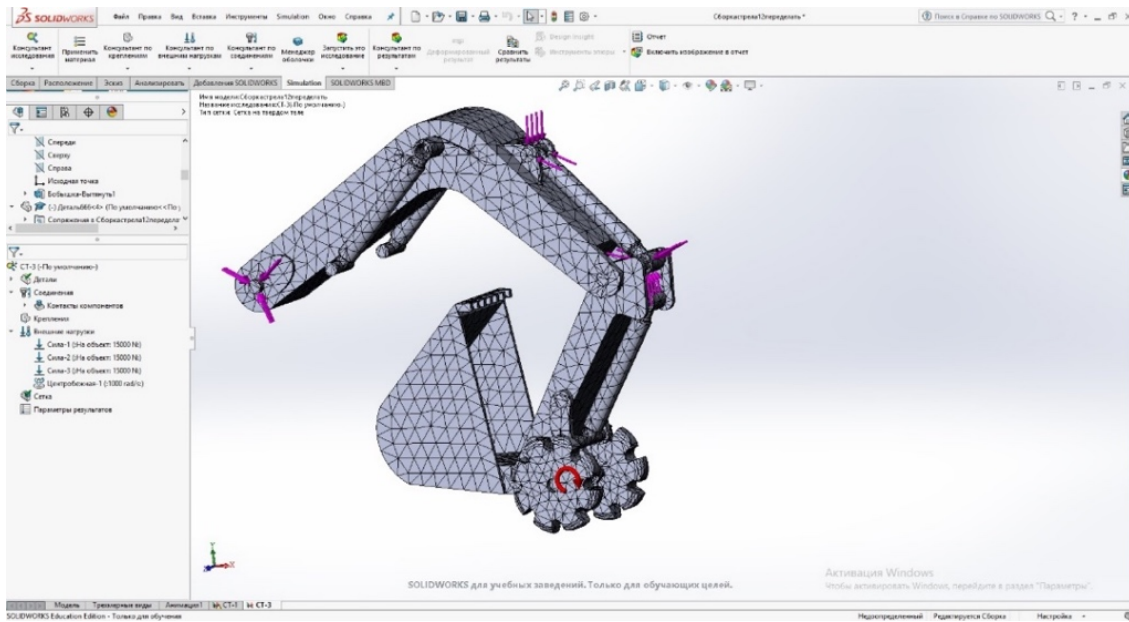 SOLIDWORKS
Файл Правка Вид Вставка Инструменты Simulation Окно Справка
Сборкастрела12переделать *
Поиск в Справке по SOLIDWORKS
Консультант исследования
Применить материал
Консультант по креплениям
Консультант по внешним нагрузкам
Консультант по соединениям
Менеджер оболочки
Запустить это исследование
Консультант по результатам
Деформированный результат
Сравнить результаты
Design Insight
Инструменты эпюры
Отчет
Включить изображение в отчет
Сборка Расположение Эскиз Анализировать Добавления SOLIDWORKS Simulation SOLIDWORKS MBD
Имя модели:Сборкастрела12переделать
Название исследования:СТ-3(-По умолчанию-)
Тип сетки: Сетка на твердом теле
Спереди
Сверху
Справа
Исходная точка
Бобышка-Вытянуть1
Сопряжения в Сборкастрела12переделать
СТ-3 (-По умолчанию-)
Детали
Соединения
Контакты компонентов
Крепления
Внешние нагрузки
Сила-1 (:На объект: 15000 N:)
Сила-2 (:На объект: 15000 N:)
Сила-3 (:На объект: 15000 N:)
Центробежная-1 (:1000 rad/s:)
Сетка
Параметры результатов
SOLIDWORKS для учебных заведений. Только для обучающих целей.
Активация Windows
Чтобы активировать Windows, перейдите в раздел "Параметры".
Модель Трехмерные виды Анимация1 СТ-1 СТ-3
SOLIDWORKS Education Edition - Только для обучения
Недоопределенный Редактируется Сборка Настройка